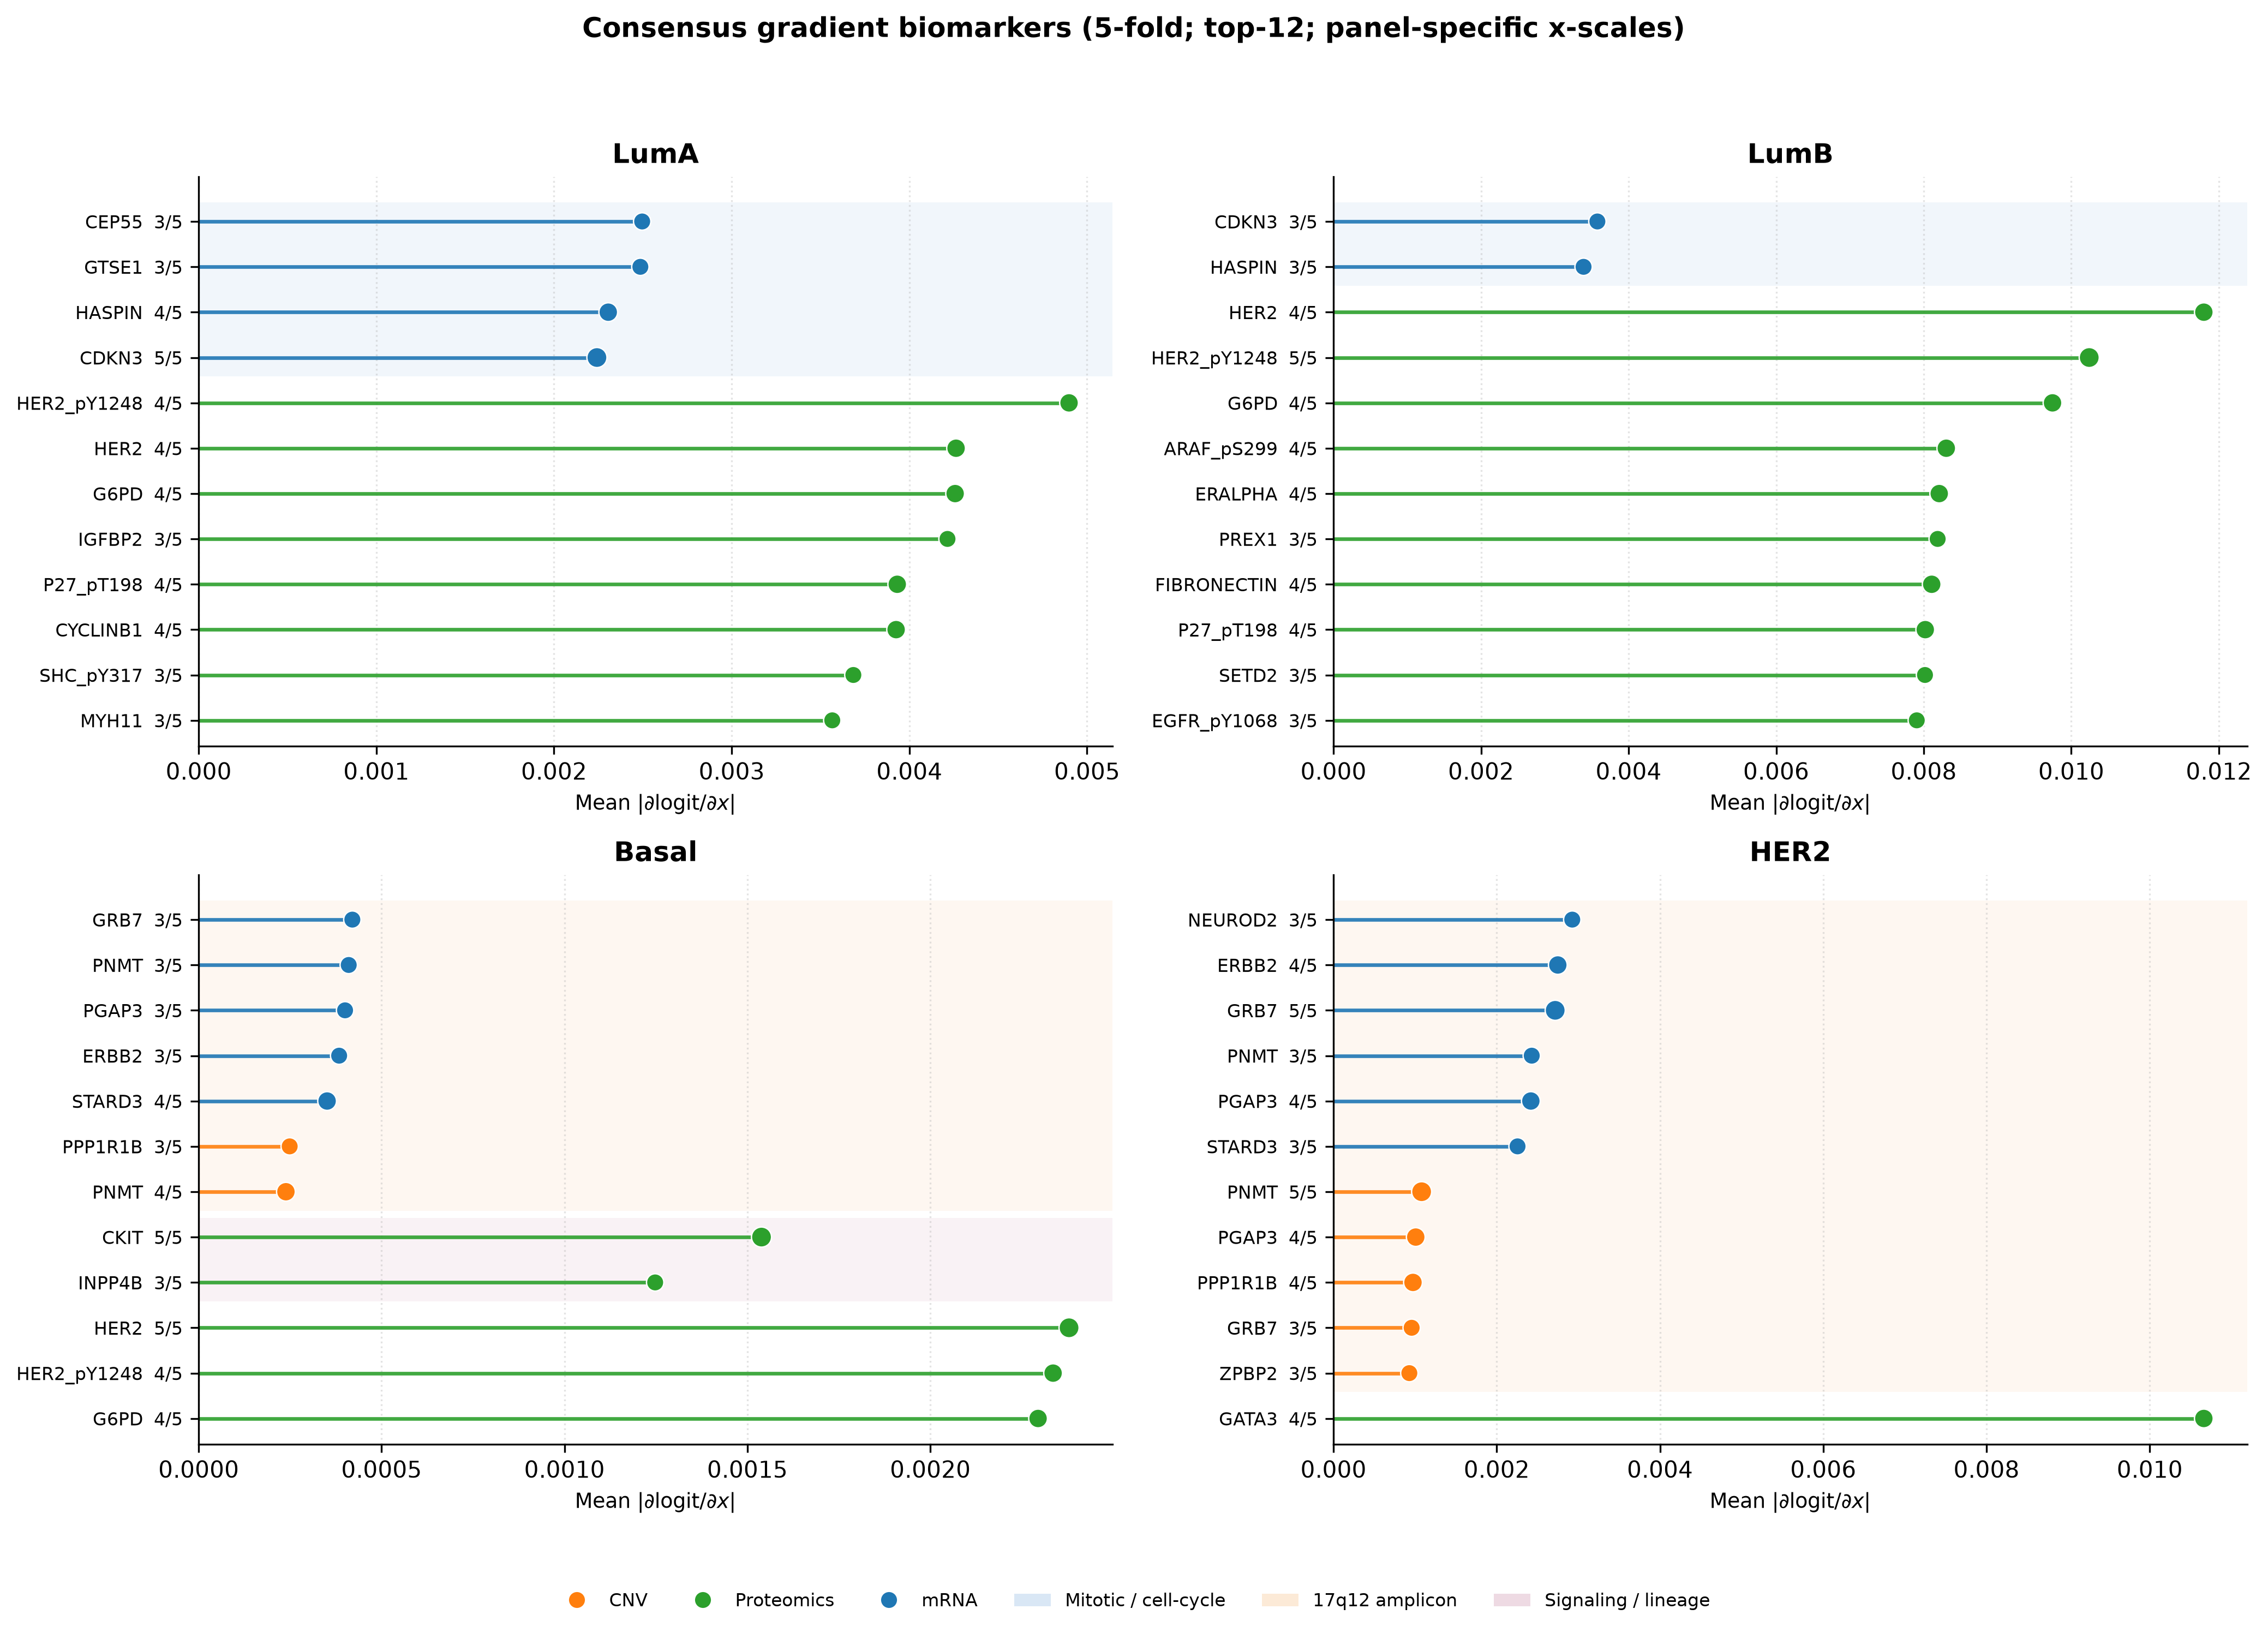 Consensus gradient biomarkers (5-fold; top-12; panel-specific x-scales)
LumA
CEP55 3/5
GTSE1 3/5
HASPIN 4/5
CDKN3 5/5
HER2_pY1248 4/5
HER2 4/5
G6PD 4/5
IGFBP2 3/5
P27_pT198 4/5
CYCLINB1 4/5
SHC_pY317 3/5
MYH11 3/5
0.000 0.001 0.002 0.003 0.004 0.005
Mean |∂logit/∂x|
LumB
CDKN3 3/5
HASPIN 3/5
HER2 4/5
HER2_pY1248 5/5
G6PD 4/5
ARAF_pS299 4/5
ERALPHA 4/5
PREX1 3/5
FIBRONECTIN 4/5
P27_pT198 4/5
SETD2 3/5
EGFR_pY1068 3/5
0.000 0.002 0.004 0.006 0.008 0.010 0.012
Mean |∂logit/∂x|
Basal
GRB7 3/5
PNMT 3/5
PGAP3 3/5
ERBB2 3/5
STARD3 4/5
PPP1R1B 3/5
PNMT 4/5
CKIT 5/5
INPP4B 3/5
HER2 5/5
HER2_pY1248 4/5
G6PD 4/5
0.0000 0.0005 0.0010 0.0015 0.0020
Mean |∂logit/∂x|
HER2
NEUROD2 3/5
ERBB2 4/5
GRB7 5/5
PNMT 3/5
PGAP3 4/5
STARD3 3/5
PNMT 5/5
PGAP3 4/5
PPP1R1B 4/5
GRB7 3/5
ZPBP2 3/5
GATA3 4/5
0.000 0.002 0.004 0.006 0.008 0.010
Mean |∂logit/∂x|
CNV Proteomics mRNA Mitotic / cell-cycle 17q12 amplicon Signaling / lineage